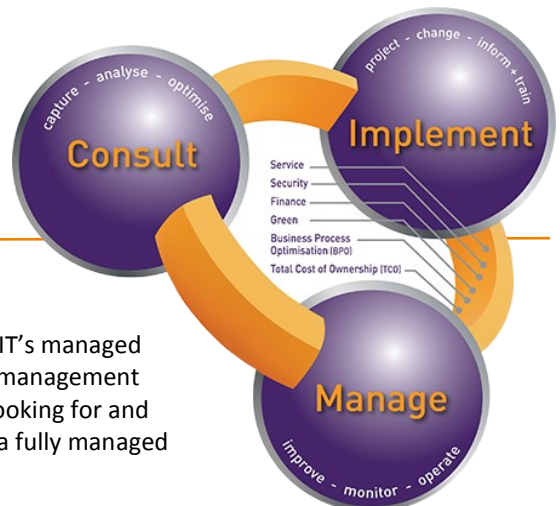 capture - analyse - optimise
Consult
project - change - inform + train
Implement
Service
Security
Finance
Green
Business Process
Optimisation (BPO)
Total Cost of Ownership (TCO)
IT’s managed
management
ooking for and
a fully managed
Manage
improve - monitor - operate